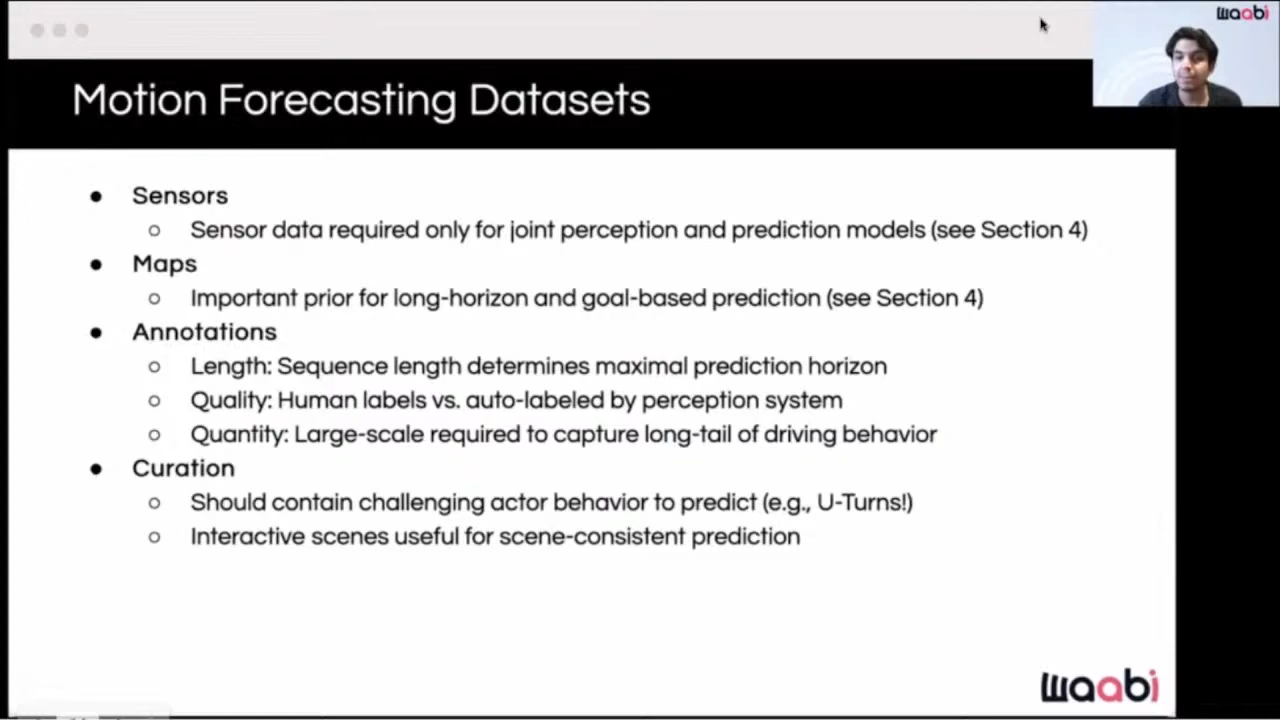 waabi
Motion Forecasting Datasets
● Sensors
○ Sensor data required only for joint perception and prediction models (see Section 4)
● Maps
○ Important prior for long-horizon and goal-based prediction (see Section 4)
● Annotations
○ Length: Sequence length determines maximal prediction horizon
○ Quality: Human labels vs. auto-labeled by perception system
○ Quantity: Large-scale required to capture long-tail of driving behavior
● Curation
○ Should contain challenging actor behavior to predict (e.g., U-Turns!)
○ Interactive scenes useful for scene-consistent prediction
waabi